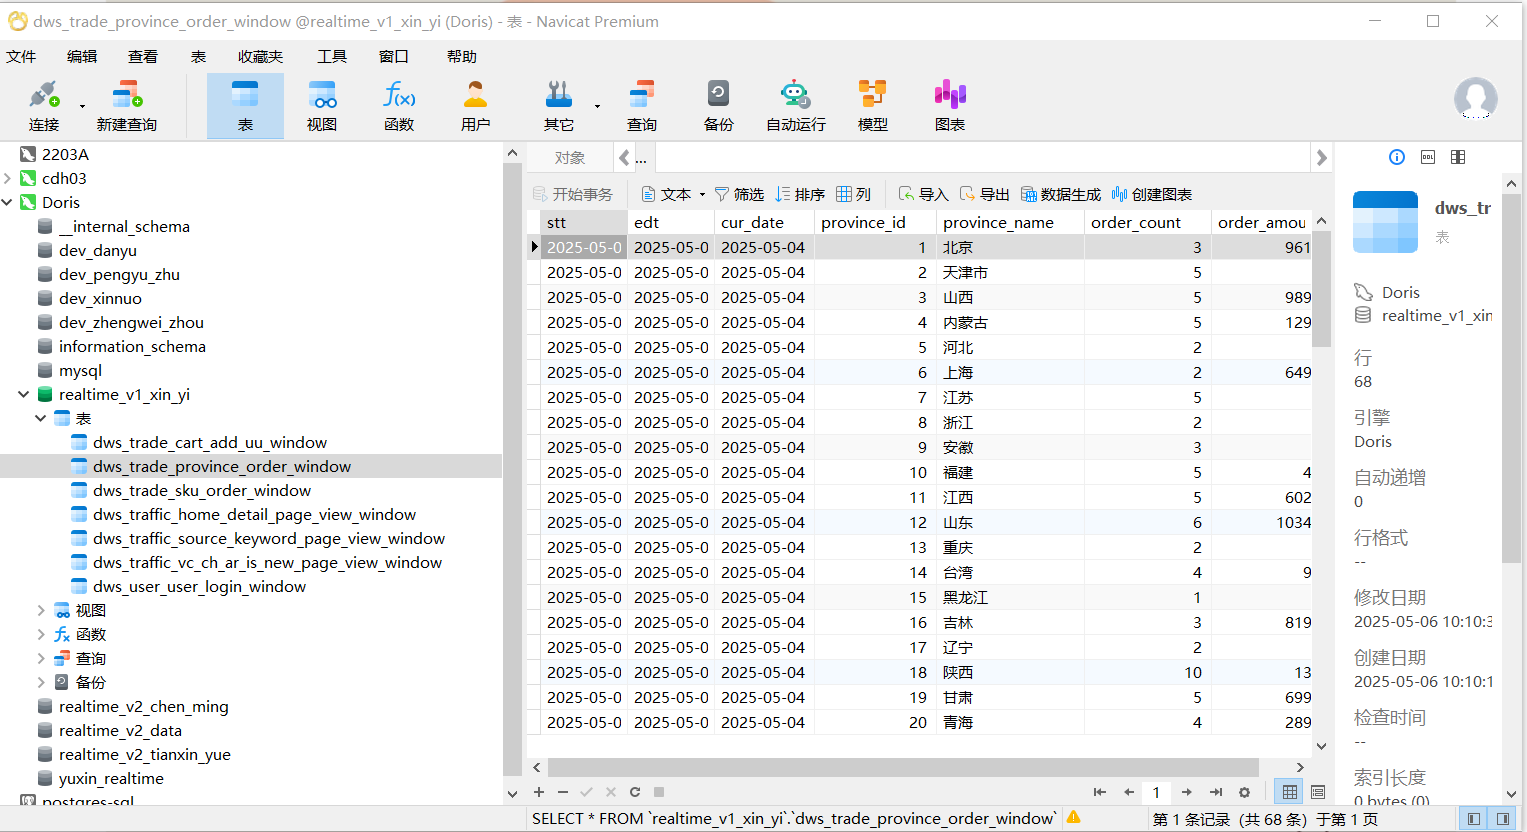 dws_trade_province_order_window @realtime_v1_xin_yi (Doris) - 表 - Navicat Premium
文件 编辑 查看 表 收藏夹 工具 窗口 帮助
连接 新建查询 表 视图 函数 用户 其它 查询 备份 自动运行 模型 图表
2203A
cdh03
Doris
__internal_schema
dev_danyu
dev_pengyu_zhu
dev_xinnuo
dev_zhengwei_zhou
information_schema
mysql
realtime_v1_xin_yi
表
dws_trade_cart_add_uu_window
dws_trade_province_order_window
dws_trade_sku_order_window
dws_traffic_home_detail_page_view_window
dws_traffic_source_keyword_page_view_window
dws_traffic_vc_ch_ar_is_new_page_view_window
dws_user_user_login_window
视图
函数
查询
备份
realtime_v2_chen_ming
realtime_v2_data
realtime_v2_tianxin_yue
yuxin_realtime
postgres-sql
对象 ...
开始事务 文本 筛选 排序 列 导入 导出 数据生成 创建图表
stt edt cur_date province_id province_name order_count order_amou
2025-05-0 2025-05-0 2025-05-04 1 北京 3 961
2025-05-0 2025-05-0 2025-05-04 2 天津市 5
2025-05-0 2025-05-0 2025-05-04 3 山西 5 989
2025-05-0 2025-05-0 2025-05-04 4 内蒙古 5 129
2025-05-0 2025-05-0 2025-05-04 5 河北 2
2025-05-0 2025-05-0 2025-05-04 6 上海 2 649
2025-05-0 2025-05-0 2025-05-04 7 江苏 5
2025-05-0 2025-05-0 2025-05-04 8 浙江 2
2025-05-0 2025-05-0 2025-05-04 9 安徽 3
2025-05-0 2025-05-0 2025-05-04 10 福建 5 4
2025-05-0 2025-05-0 2025-05-04 11 江西 5 602
2025-05-0 2025-05-0 2025-05-04 12 山东 6 1034
2025-05-0 2025-05-0 2025-05-04 13 重庆 2
2025-05-0 2025-05-0 2025-05-04 14 台湾 4 9
2025-05-0 2025-05-0 2025-05-04 15 黑龙江 1
2025-05-0 2025-05-0 2025-05-04 16 吉林 3 819
2025-05-0 2025-05-0 2025-05-04 17 辽宁 2
2025-05-0 2025-05-0 2025-05-04 18 陕西 10 13
2025-05-0 2025-05-0 2025-05-04 19 甘肃 5 699
2025-05-0 2025-05-0 2025-05-04 20 青海 4 289
1
SELECT * FROM `realtime_v1_xin_yi`.`dws_trade_province_order_window`
第 1 条记录 (共 68 条) 于第 1 页
DDL
dws_tr
表
Doris
realtime_v1_xin
行
68
引擎
Doris
自动递增
0
行格式
--
修改日期
2025-05-06 10:10:3
创建日期
2025-05-06 10:10:1
检查时间
--
索引长度
0 bytes (0)